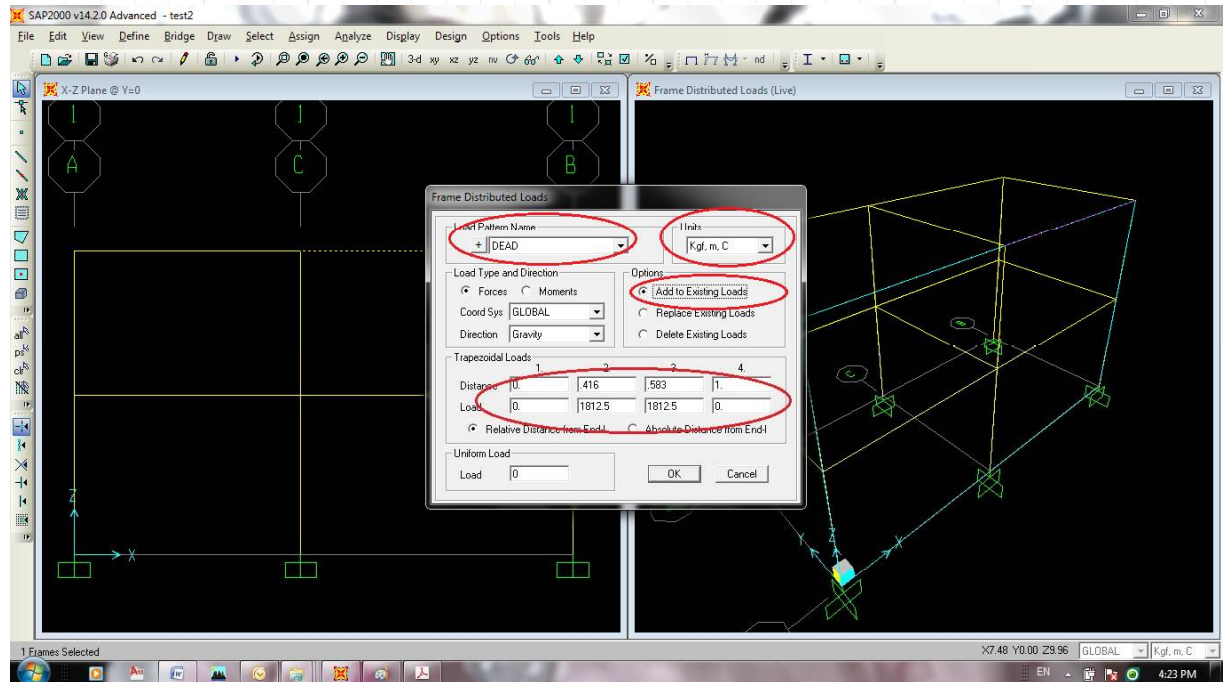 SAP2000 v14.2.0 Advanced - test2
File Edit View Define Bridge Draw Select Assign Analyze Display Design Options Tools Help
3-d xy xz yz nv nd
X-Z Plane @ Y=0
Frame Distributed Loads (Live)
1 1 1
A C B
Z
X
all
ps
clr
Frame Distributed Loads
Load Pattern Name
+ DEAD
Units
Kgf, m, C
Load Type and Direction
Forces Moments
Coord Sys GLOBAL
Direction Gravity
Options
Add to Existing Loads
Replace Existing Loads
Delete Existing Loads
Trapezoidal Loads
1. 2. 3. 4.
Distance 0. .416 .583 1.
Load 0. 1812.5 1812.5 0.
Relative Distance from End-I Absolute Distance from End-I
Uniform Load
Load 0
OK Cancel
Y Z X
1 Frames Selected
X7.48 Y0.00 Z9.96 GLOBAL Kgf, m, C
EN 4:23 PM